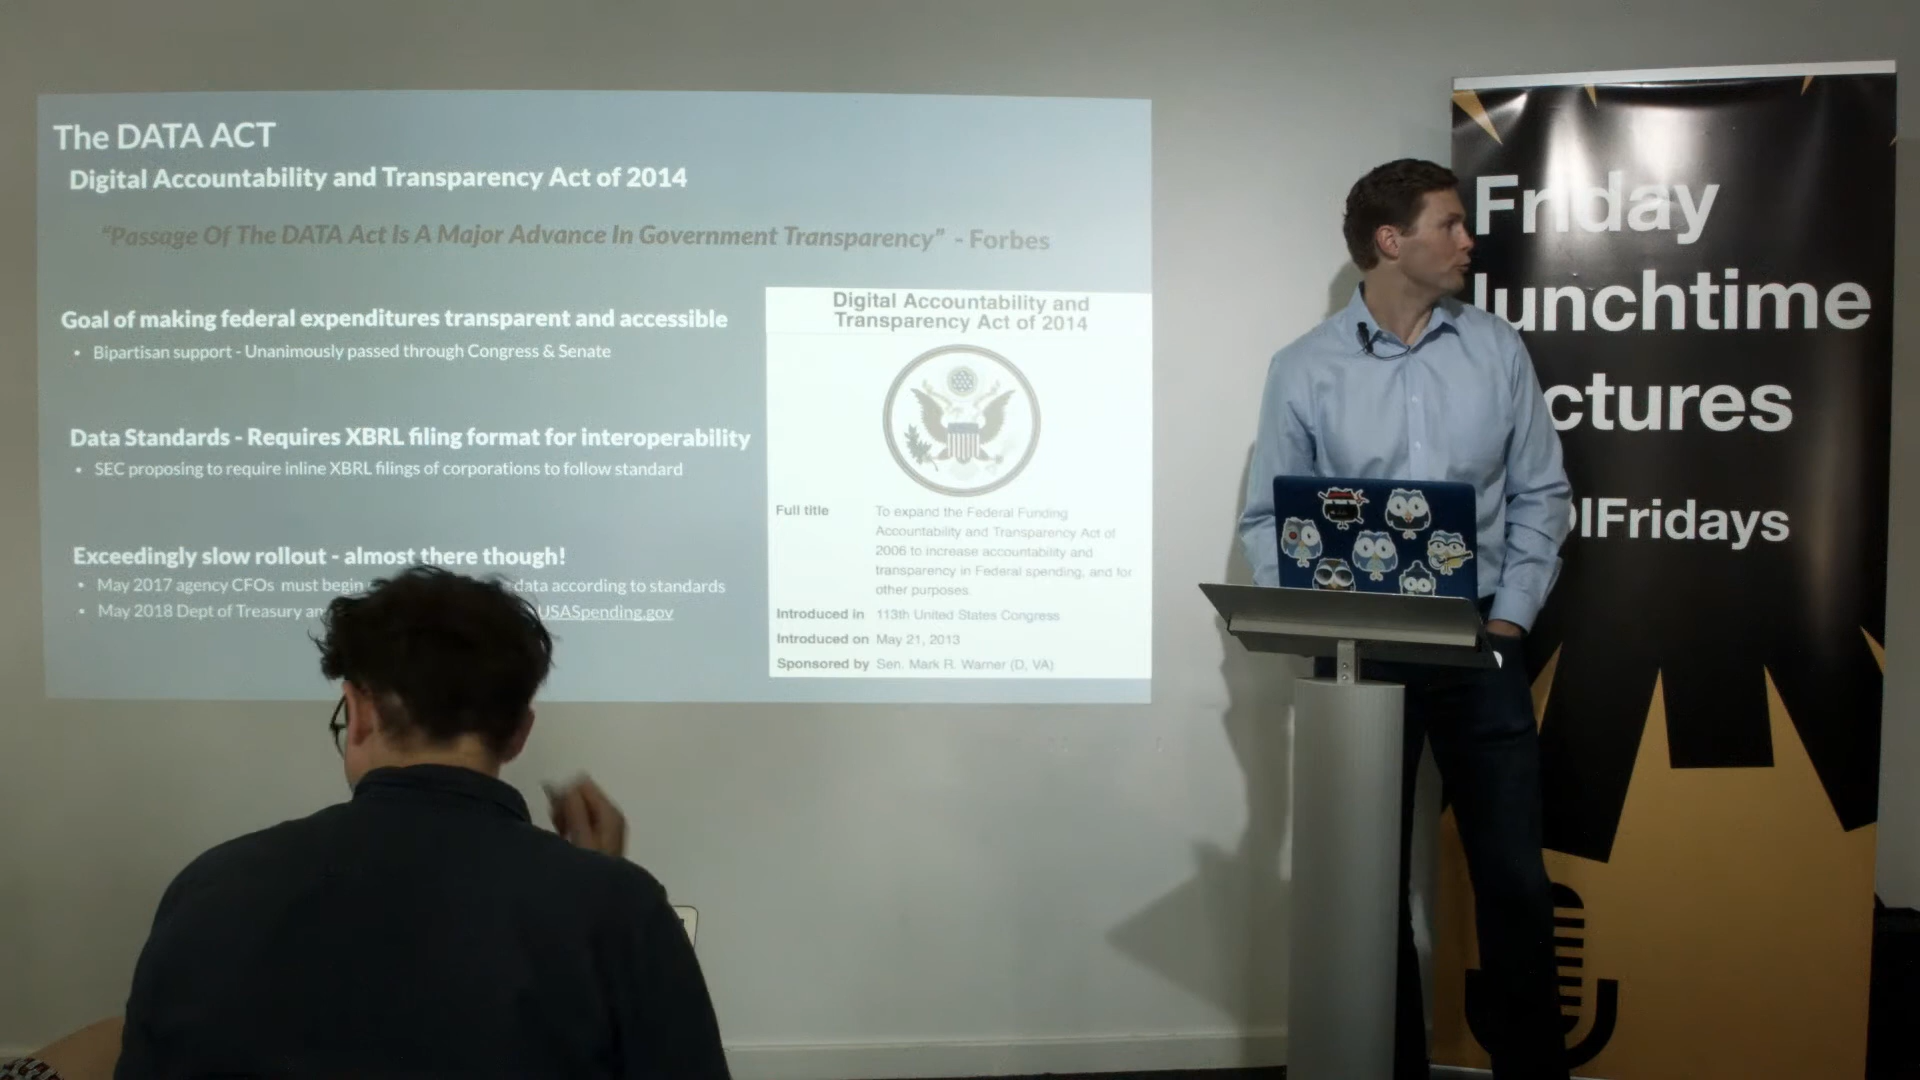 The DATA ACT
Digital Accountability and Transparency Act of 2014
"Passage Of The DATA Act Is A Major Advance In Government Transparency" - Forbes
Goal of making federal expenditures transparent and accessible
• Bipartisan support - Unanimously passed through Congress & Senate
Data Standards - Requires XBRL filing format for interoperability
• SEC proposing to require inline XBRL filings of corporations to follow standard
Exceedingly slow rollout - almost there though!
• May 2017 agency CFOs must begin data according to standards
• May 2018 Dept of Treasury USASpending.gov
Digital Accountability and
Transparency Act of 2014
Full title To expand the Federal Funding
Accountability and Transparency Act of
2006 to increase accountability and
transparency in Federal spending, and for
other purposes.
Introduced in 113th United States Congress
Introduced on May 21, 2013
Sponsored by Sen. Mark R. Warner (D, VA)
Friday
lunchtime
ctures
IFridays